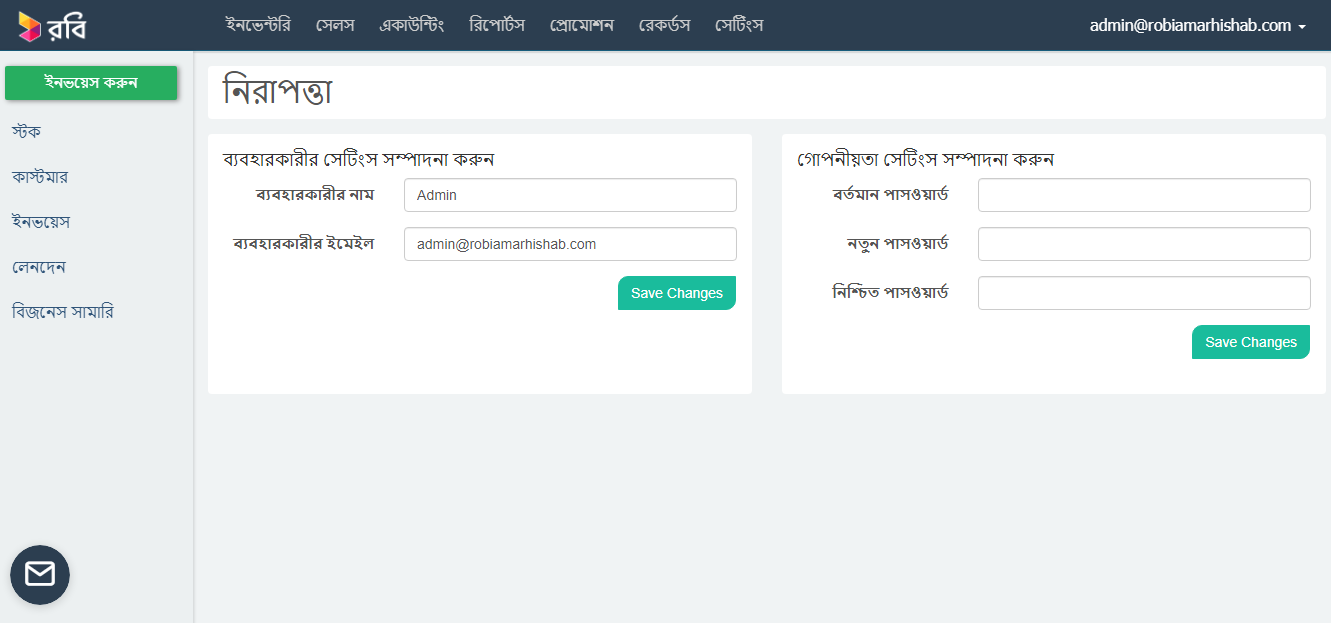 রবি
ইনভেন্টরি সেলস একাউন্টিং রিপোর্টস প্রোমোশন রেকর্ডস সেটিংস
admin@robiamarhishab.com
ইনভয়েস করুন
স্টক
কাস্টমার
ইনভয়েস
লেনদেন
বিজনেস সামারি
নিরাপত্তা
ব্যবহারকারীর সেটিংস সম্পাদনা করুন
ব্যবহারকারীর নাম Admin
ব্যবহারকারীর ইমেইল admin@robiamarhishab.com
Save Changes
গোপনীয়তা সেটিংস সম্পাদনা করুন
বর্তমান পাসওয়ার্ড
নতুন পাসওয়ার্ড
নিশ্চিত পাসওয়ার্ড
Save Changes